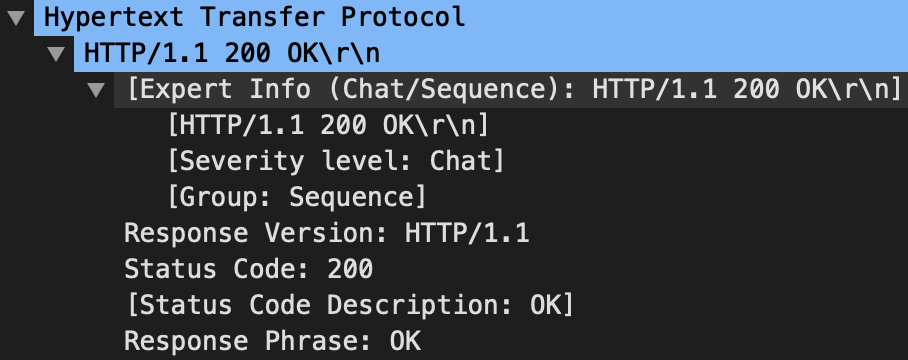 Hypertext Transfer Protocol
HTTP/1.1 200 OK\r\n
[Expert Info (Chat/Sequence): HTTP/1.1 200 OK\r\n]
[HTTP/1.1 200 OK\r\n]
[Severity level: Chat]
[Group: Sequence]
Response Version: HTTP/1.1
Status Code: 200
[Status Code Description: OK]
Response Phrase: OK